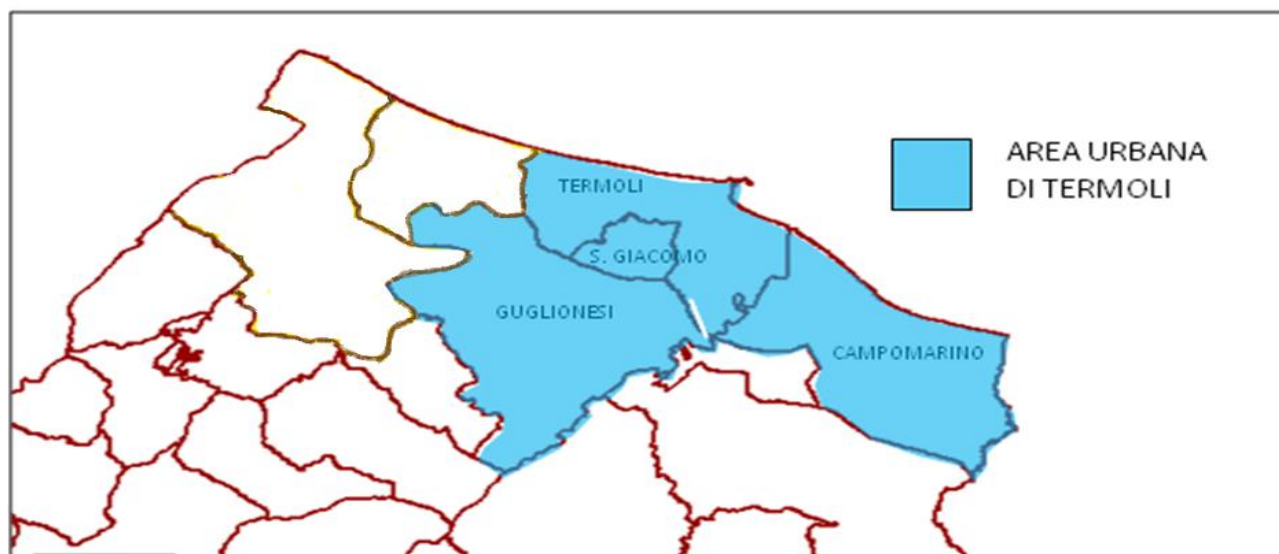 AREA URBANA
DI TERMOLI
TERMOLI
S. GIACOMO
GUGLIONESI
CAMPOMARINO